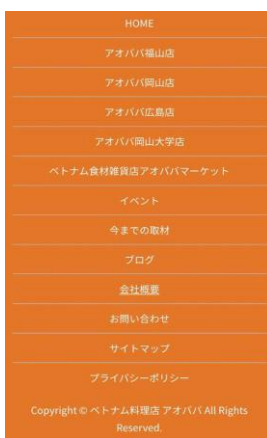 HOME
アオババ福山店
アオババ岡山店
アオババ広島店
アオババ岡山大学店
ベトナム食材雑貨店アオババマーケット
イベント
今までの取材
ブログ
会社概要
お問い合わせ
サイトマップ
プライバシーポリシー
Copyright © ベトナム料理店 アオババ All Rights
Reserved.